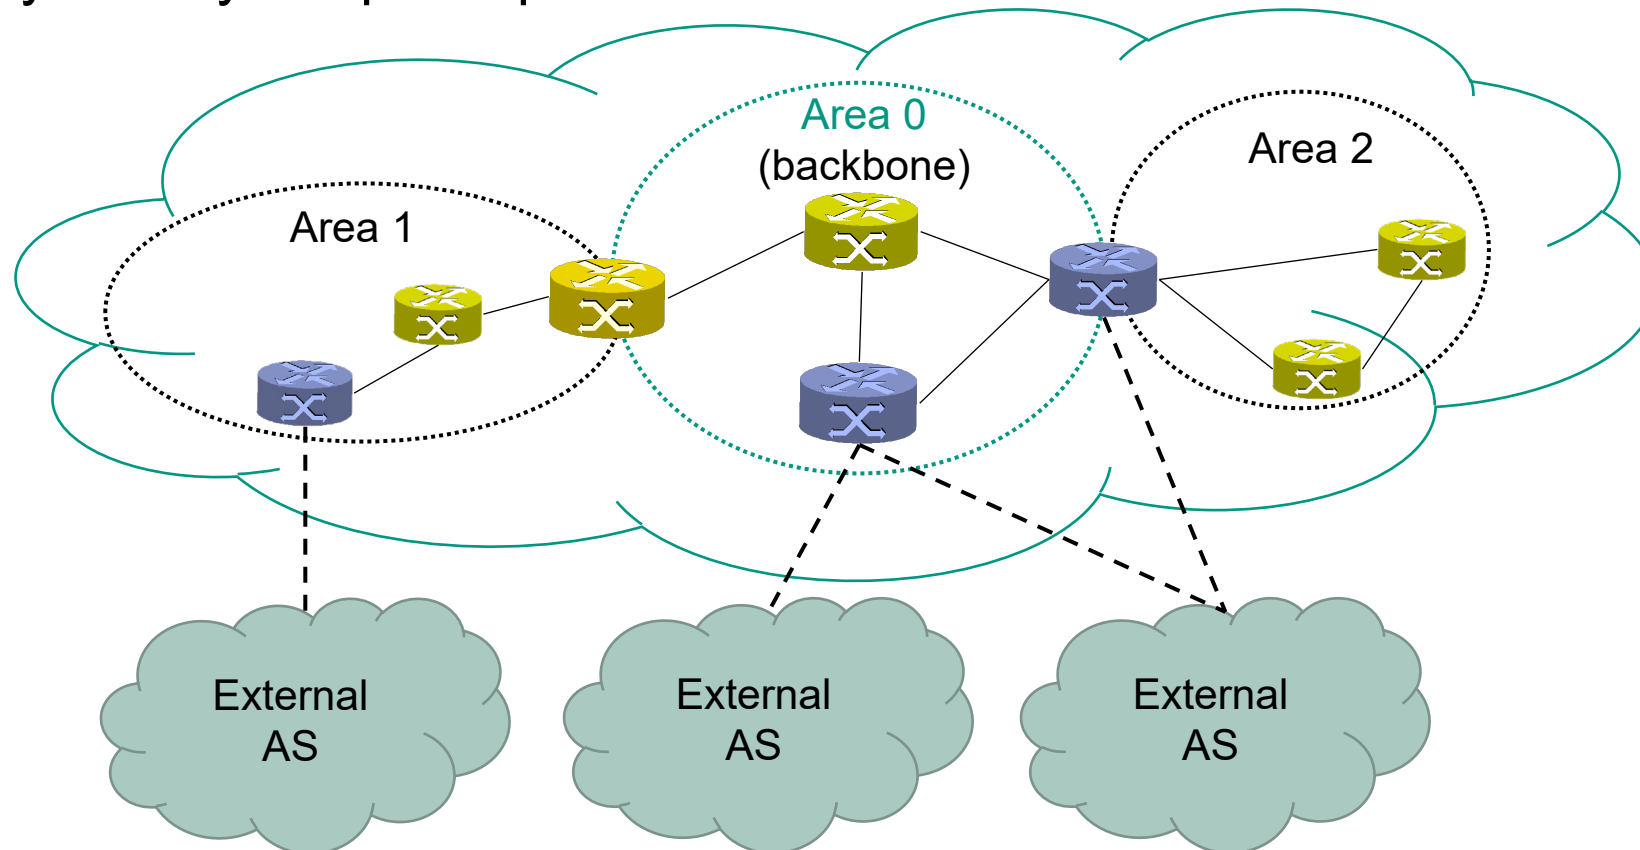 Area 0
(backbone)
Area 2
Area 1
External
AS
External
AS
External
AS